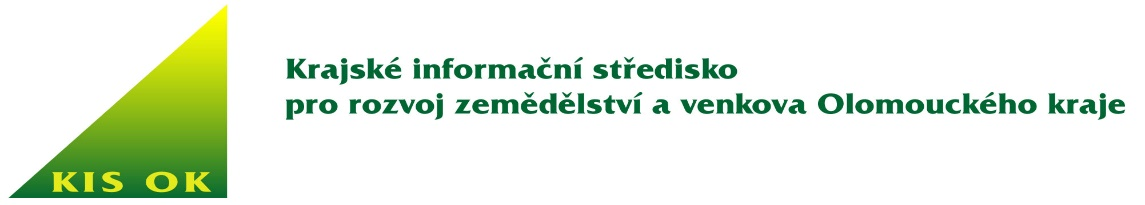 KIS OK
Krajské informační středisko
pro rozvoj zemědělství a venkova Olomouckého kraje